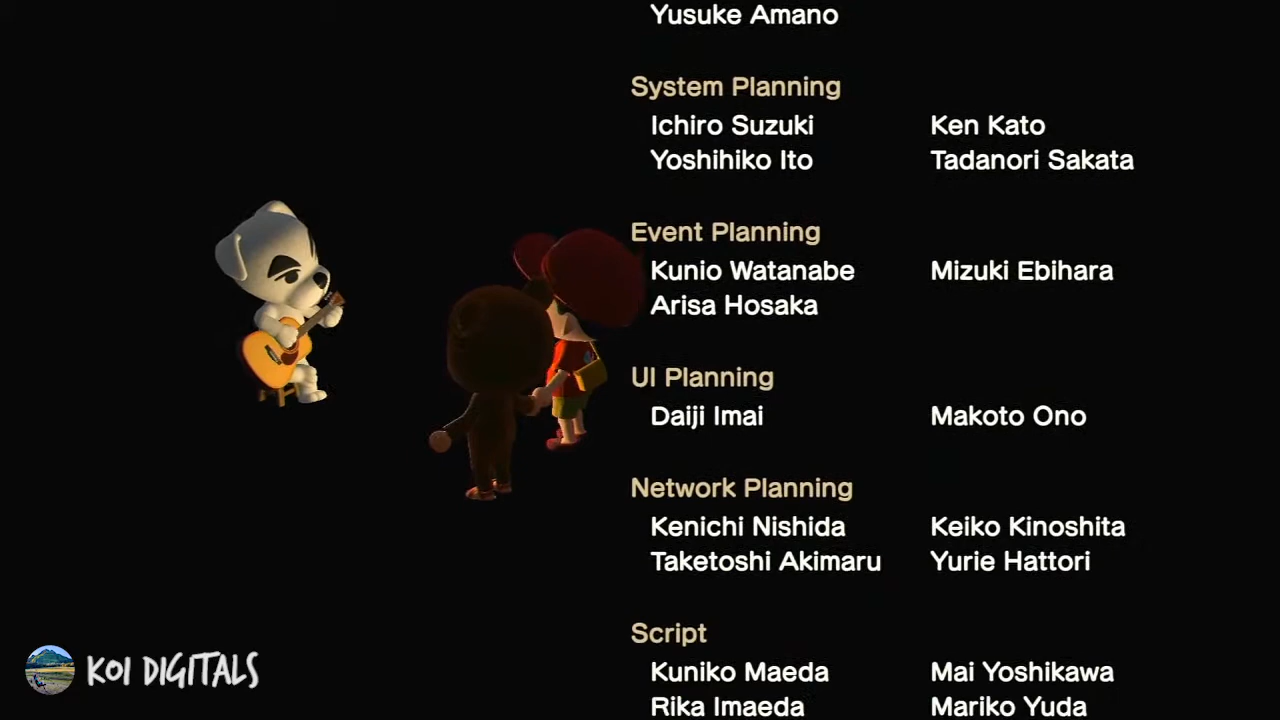 Yusuke Amano
System Planning
Ichiro Suzuki Ken Kato
Yoshihiko Ito Tadanori Sakata
Event Planning
Kunio Watanabe Mizuki Ebihara
Arisa Hosaka
UI Planning
Daiji Imai Makoto Ono
Network Planning
Kenichi Nishida Keiko Kinoshita
Taketoshi Akimaru Yurie Hattori
Script
Kuniko Maeda Mai Yoshikawa
Rika Imaeda Mariko Yuda
KOI DIGITALS